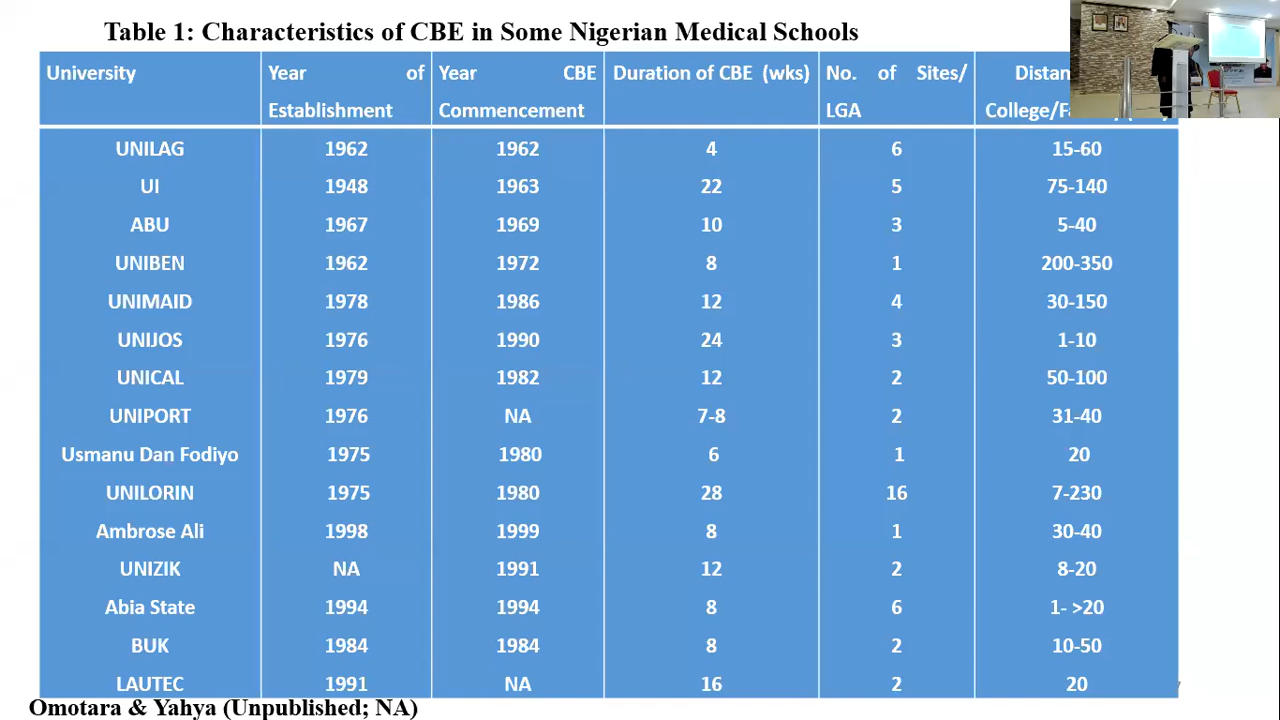 Table 1: Characteristics of CBE in Some Nigerian Medical Schools
University Year of Establishment Year CBE Commencement Duration of CBE (wks) No. of Sites/ LGA
UNILAG 1962 1962 4 6 15-60
UI 1948 1963 22 5 75-140
ABU 1967 1969 10 3 5-40
UNIBEN 1962 1972 8 1 200-350
UNIMAID 1978 1986 12 4 30-150
UNIJOS 1976 1990 24 3 1-10
UNICAL 1979 1982 12 2 50-100
UNIPORT 1976 NA 7-8 2 31-40
Usmanu Dan Fodiyo 1975 1980 6 1 20
UNILORIN 1975 1980 28 16 7-230
Ambrose Ali 1998 1999 8 1 30-40
UNIZIK NA 1991 12 2 8-20
Abia State 1994 1994 8 6 1- >20
BUK 1984 1984 8 2 10-50
LAUTEC 1991 NA 16 2 20
Omotara & Yahya (Unpublished; NA)